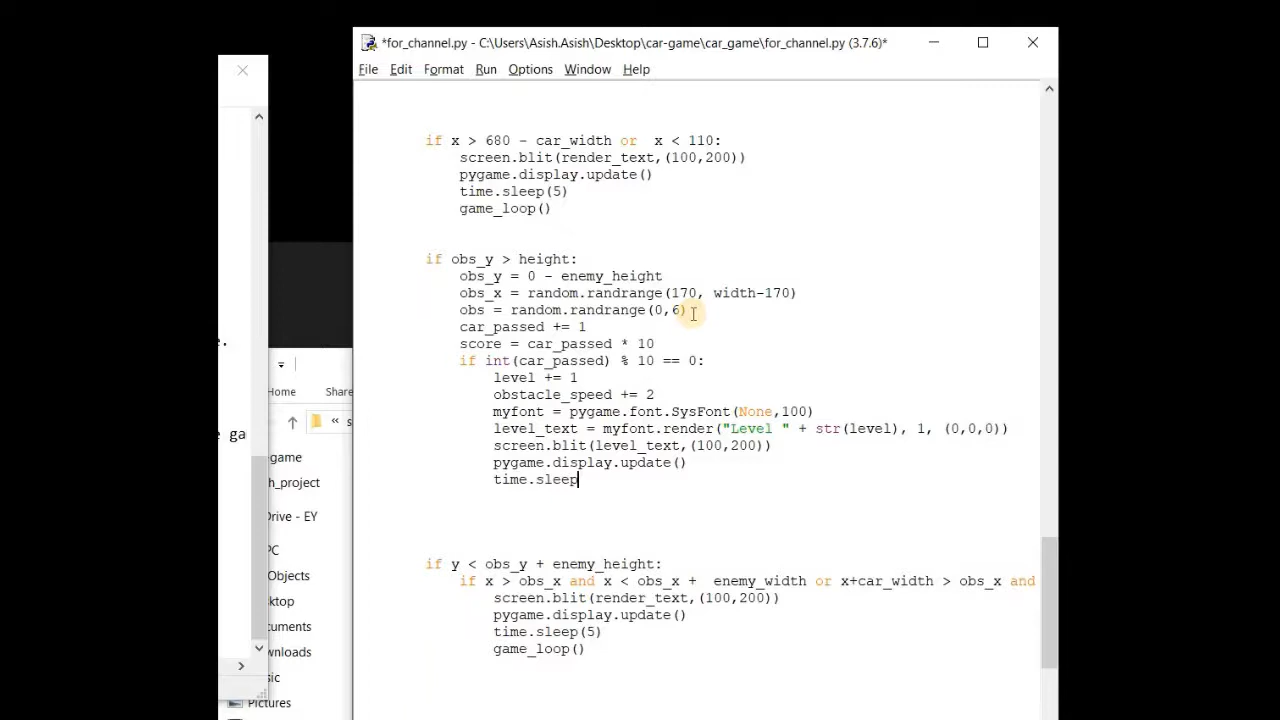 *for_channel.py - C:\Users\Asish.Asish\Desktop\car-game\car_game\for_channel.py (3.7.6)*
File Edit Format Run Options Window Help
if x > 680 - car_width or  x < 110:
screen.blit(render_text,(100,200))
pygame.display.update()
time.sleep(5)
game_loop()
if obs_y > height:
obs_y = 0 - enemy_height
obs_x = random.randrange(170, width-170)
obs = random.randrange(0,6)
car_passed += 1
score = car_passed * 10
if int(car_passed) % 10 == 0:
level += 1
obstacle_speed += 2
myfont = pygame.font.SysFont(None,100)
level_text = myfont.render("Level " + str(level), 1, (0,0,0))
screen.blit(level_text,(100,200))
pygame.display.update()
time.sleep
if y < obs_y + enemy_height:
if x > obs_x and x < obs_x +  enemy_width or x+car_width > obs_x and
screen.blit(render_text,(100,200))
pygame.display.update()
time.sleep(5)
game_loop()
e.
e ga
Home Share
« s
game
h_project
Drive - EY
PC
Objects
sktop
cuments
wnloads
sic
Pictures